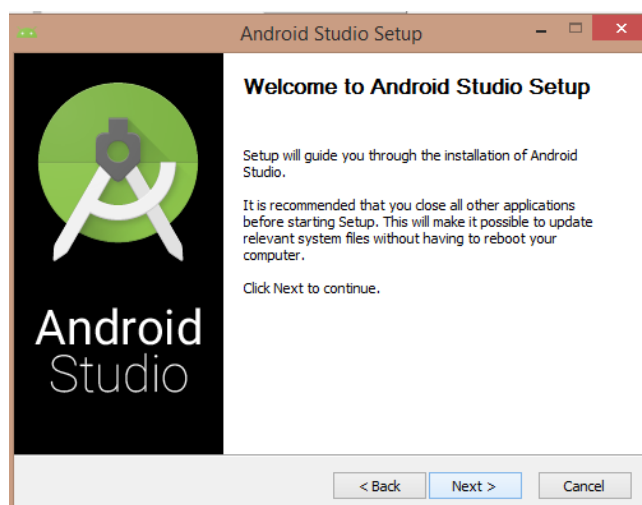 Android Studio Setup
Welcome to Android Studio Setup
Setup will guide you through the installation of Android
Studio.
It is recommended that you close all other applications
before starting Setup. This will make it possible to update
relevant system files without having to reboot your
computer.
Click Next to continue.
Android
Studio
< Back
Next >
Cancel